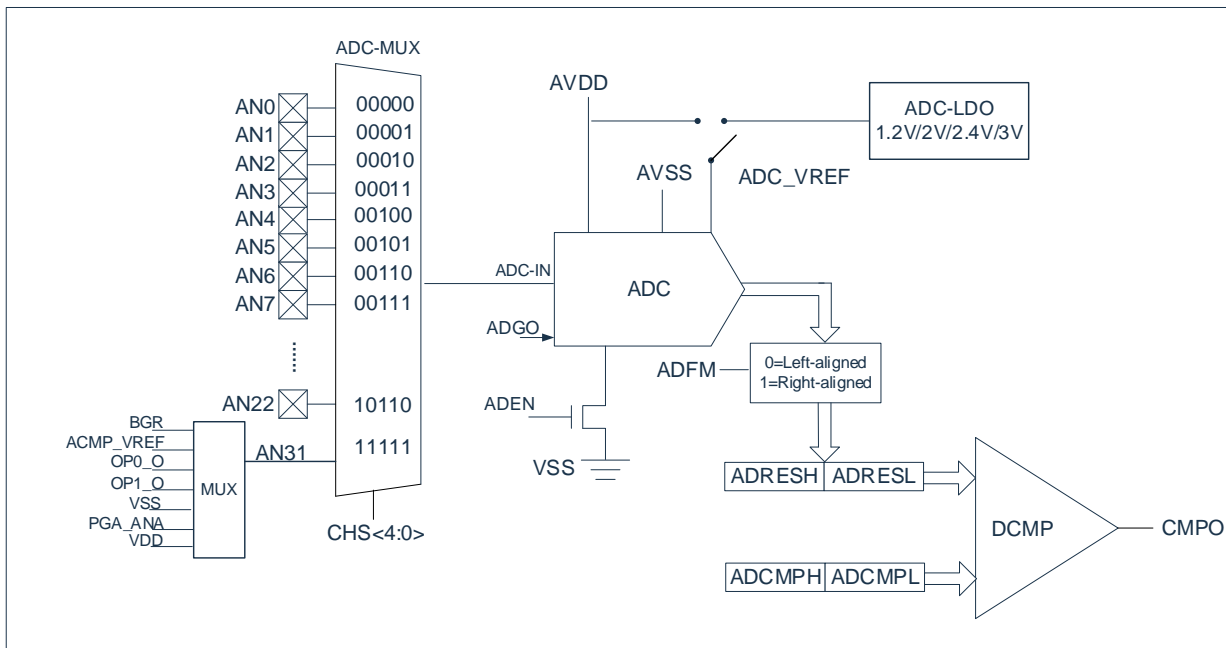 ADC-MUX
AN0 00000
AN1 00001
AN2 00010
AN3 00011
AN4 00100
AN5 00101
AN6 00110
AN7 00111
......
AN22 10110
AN31 11111
CHS<4:0>
BGR
ACMP_VREF
OP0_O
OP1_O
VSS
PGA_ANA
VDD
MUX
AVDD
AVSS
ADC_VREF
ADC-LDO
1.2V/2V/2.4V/3V
ADC-IN
ADC
ADGO
ADEN
VSS
ADFM
0=Left-aligned
1=Right-aligned
ADRESH ADRESL
ADCMPH ADCMPL
DCMP
CMPO